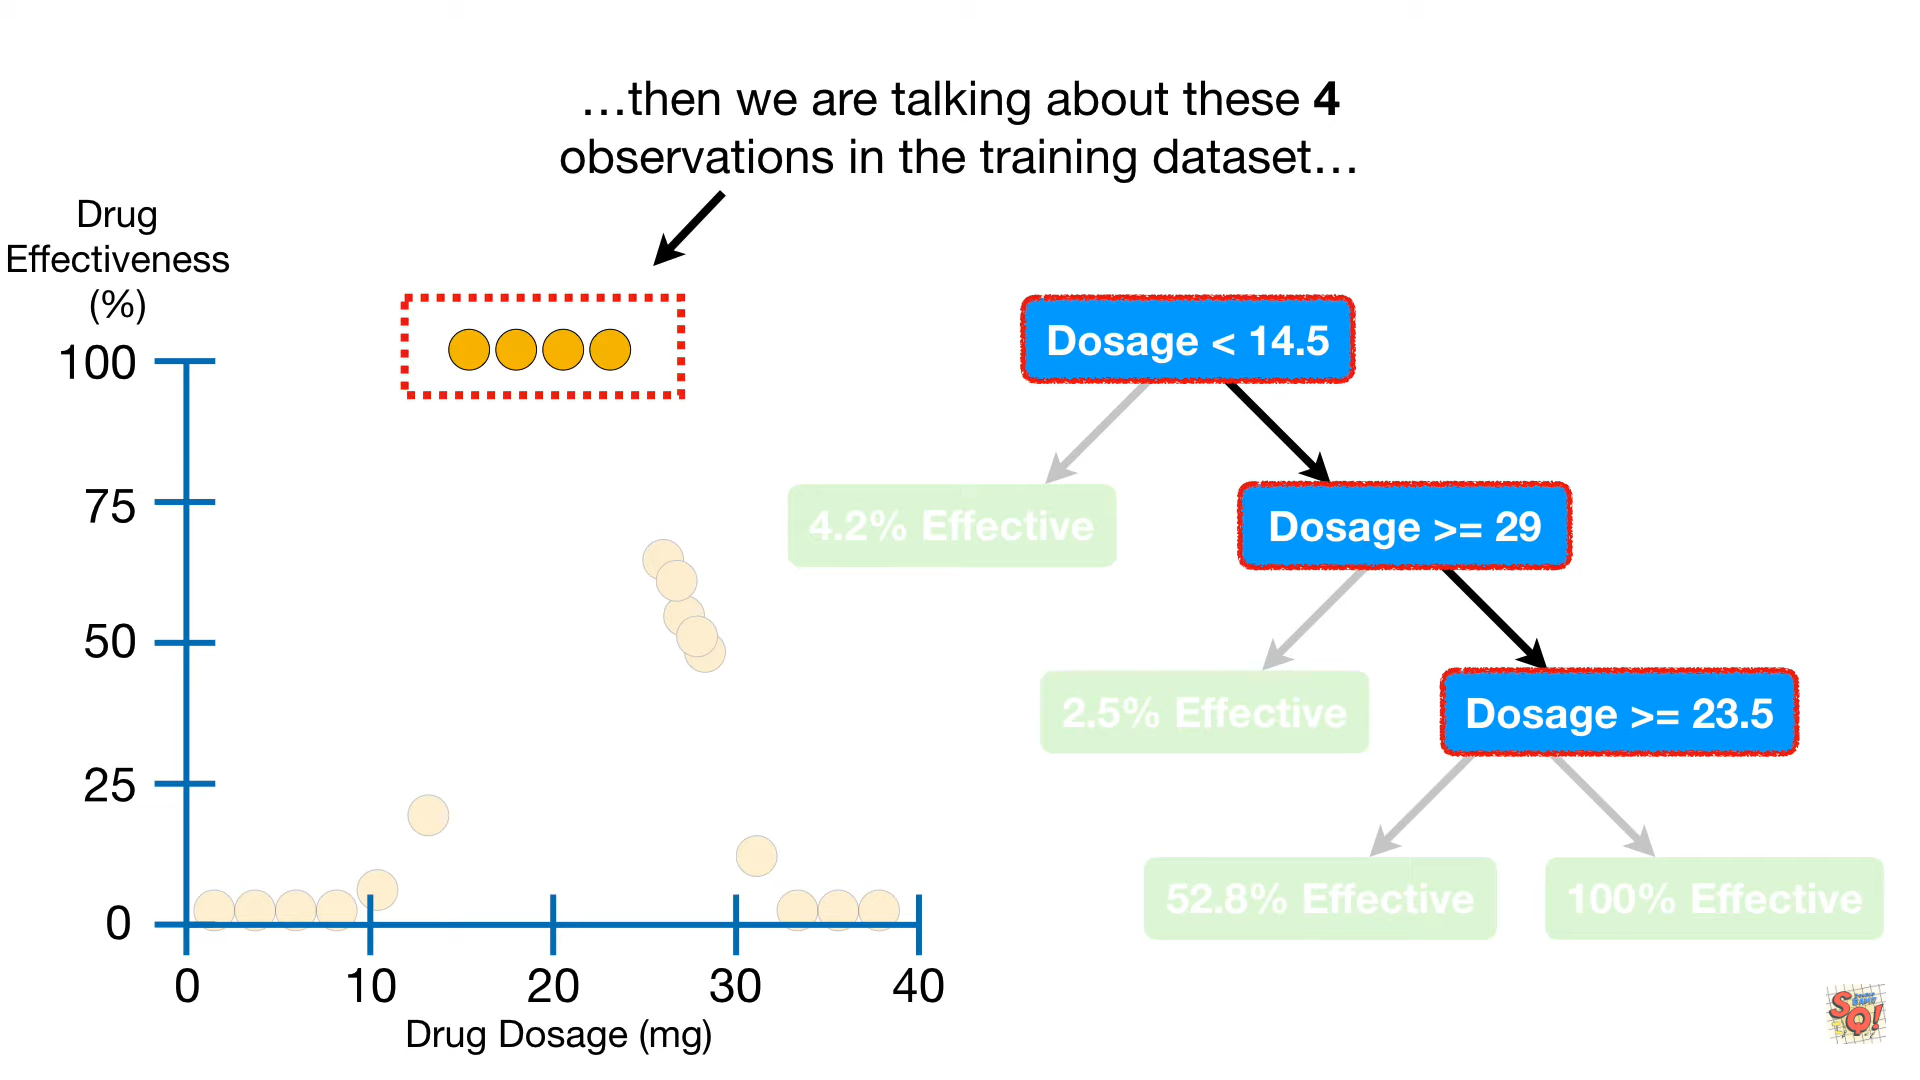 …then we are talking about these 4
observations in the training dataset…
Drug
Effectiveness
(%)
100
75
50
25
0
0 10 20 30 40
Drug Dosage (mg)
Dosage < 14.5
4.2% Effective
Dosage >= 29
2.5% Effective
Dosage >= 23.5
52.8% Effective
100% Effective
SQ!